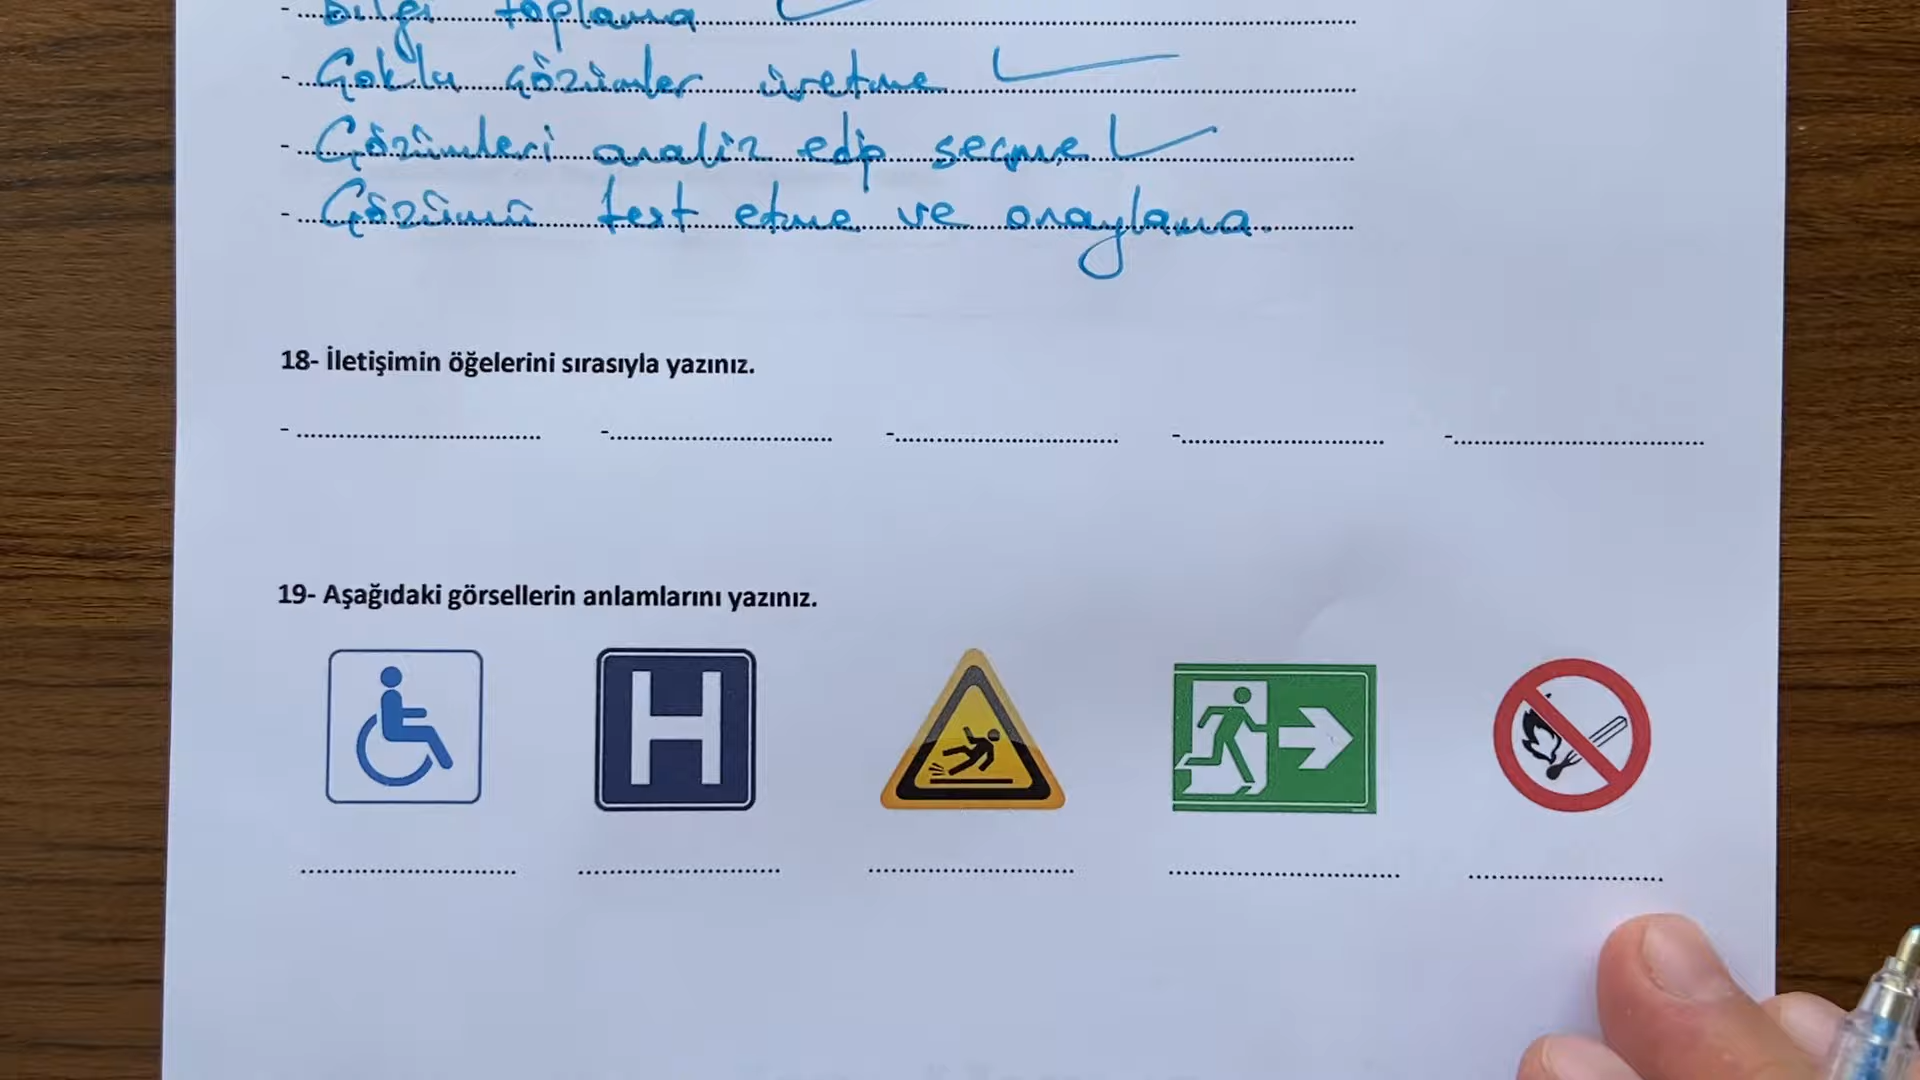 - bilgi toplama
- Çoklu çözümler üretme
- Çözümleri analiz edip seçme
- Çözümü test etme ve onaylama.
18- İletişimin öğelerini sırasıyla yazınız.
- ........ - ........ - ........ - ........ - ........
19- Aşağıdaki görsellerin anlamlarını yazınız.
H